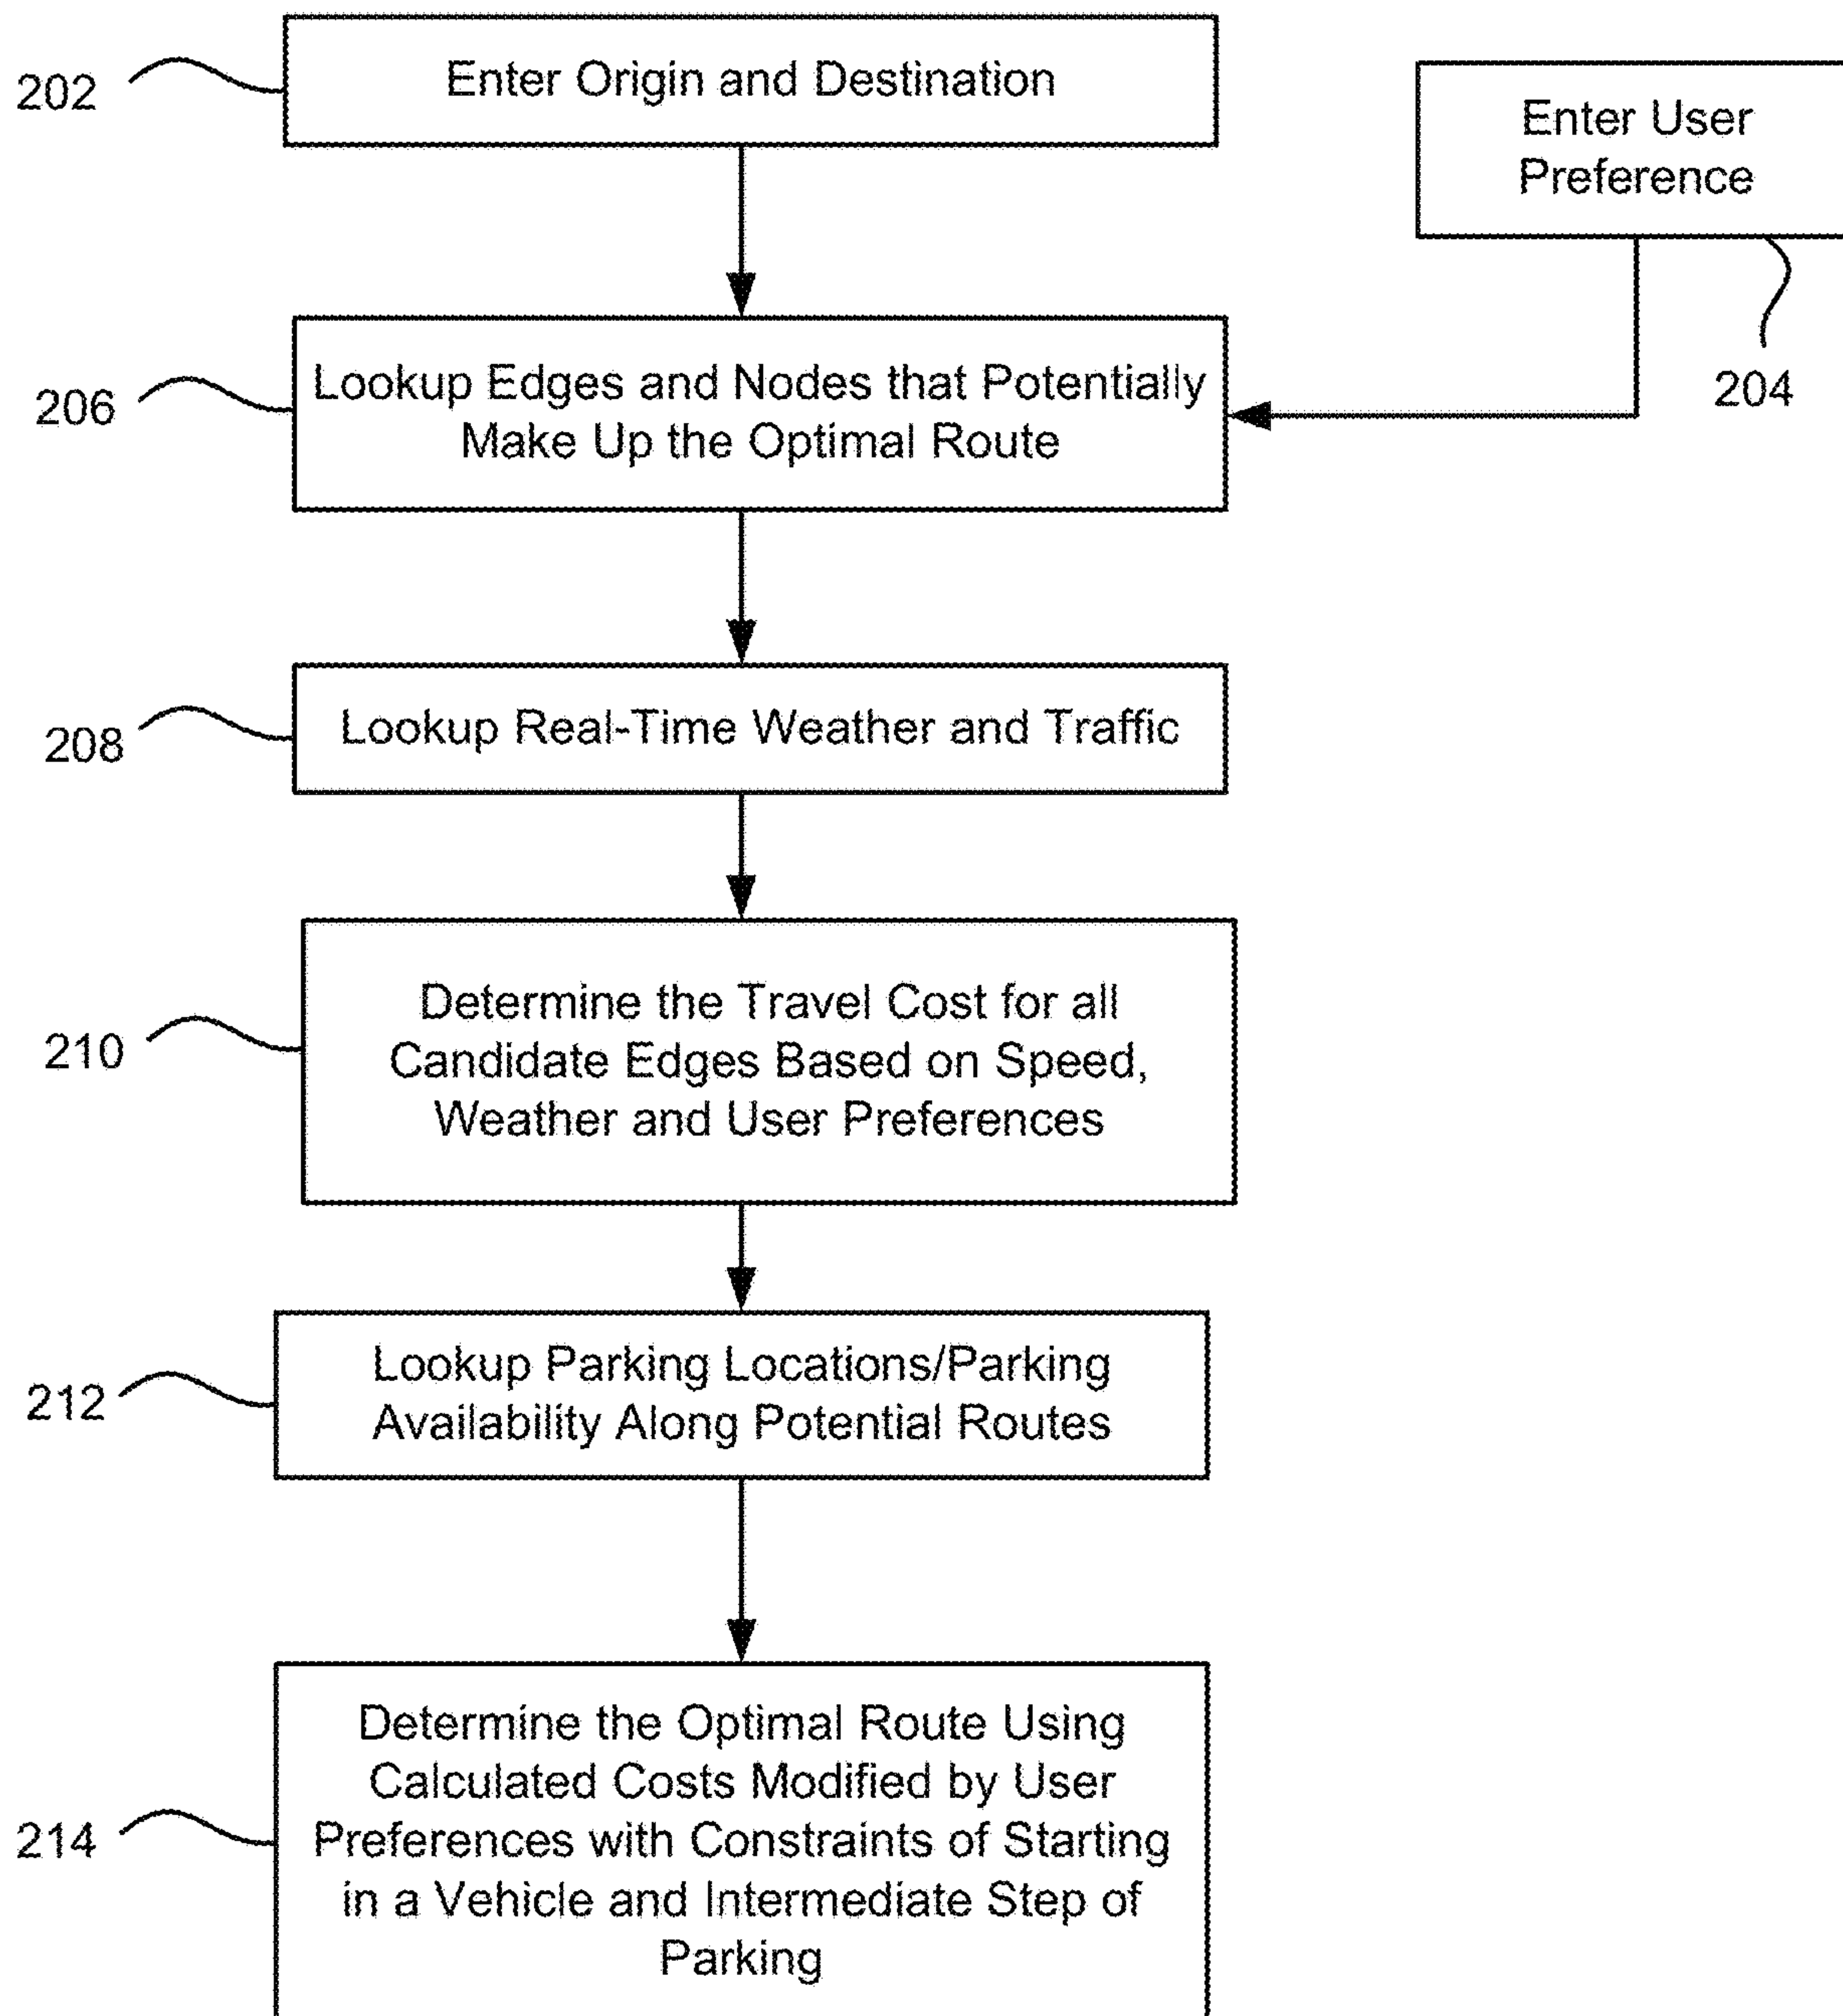 202
Enter Origin and Destination
Enter User
Preference
204
206
Lookup Edges and Nodes that Potentially
Make Up the Optimal Route
208
Lookup Real-Time Weather and Traffic
210
Determine the Travel Cost for all
Candidate Edges Based on Speed,
Weather and User Preferences
212
Lookup Parking Locations/Parking
Availability Along Potential Routes
214
Determine the Optimal Route Using
Calculated Costs Modified by User
Preferences with Constraints of Starting
in a Vehicle and Intermediate Step of
Parking